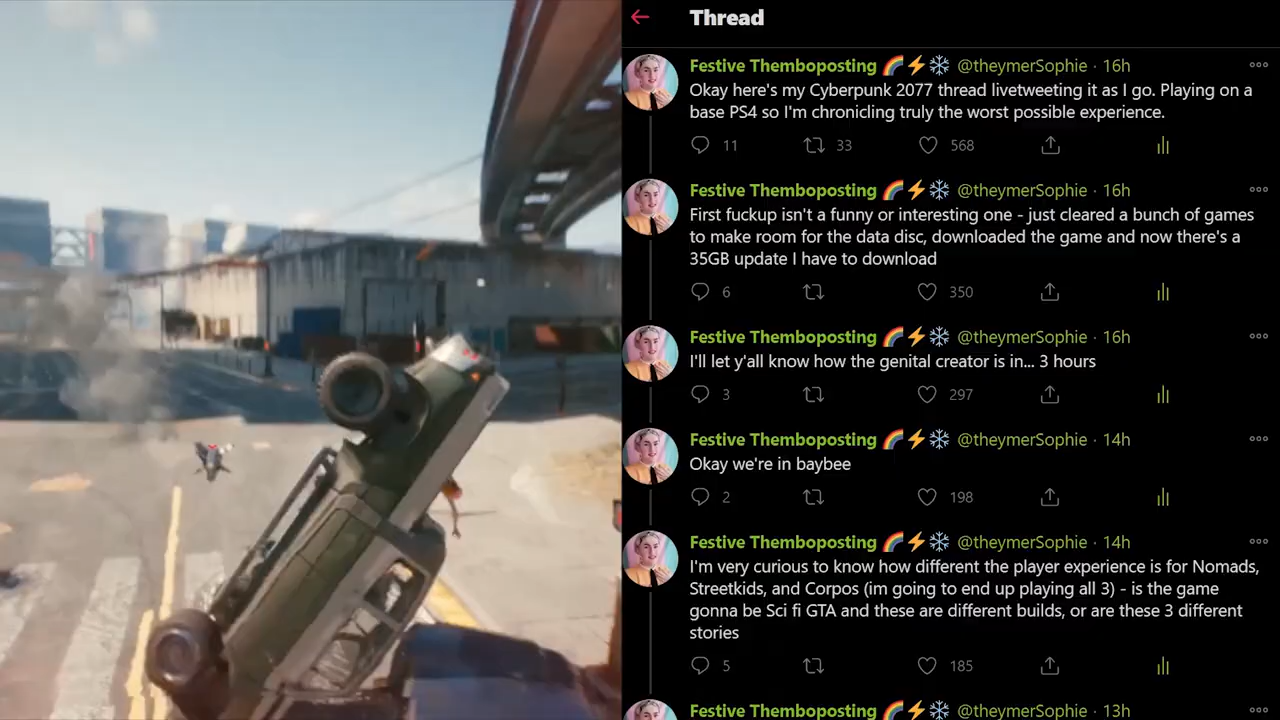 Thread
Festive Themboposting 🌈⚡❄ @theymerSophie · 16h
Okay here's my Cyberpunk 2077 thread livetweeting it as I go. Playing on a
base PS4 so I'm chronicling truly the worst possible experience.
11 33 568
Festive Themboposting 🌈⚡❄ @theymerSophie · 16h
First fuckup isn't a funny or interesting one - just cleared a bunch of games
to make room for the data disc, downloaded the game and now there's a
35GB update I have to download
6 350
Festive Themboposting 🌈⚡❄ @theymerSophie · 16h
I'll let y'all know how the genital creator is in... 3 hours
3 297
Festive Themboposting 🌈⚡❄ @theymerSophie · 14h
Okay we're in baybee
2 198
Festive Themboposting 🌈⚡❄ @theymerSophie · 14h
I'm very curious to know how different the player experience is for Nomads,
Streetkids, and Corpos (im going to end up playing all 3) - is the game
gonna be Sci fi GTA and these are different builds, or are these 3 different
stories
5 185
Festive Themboposting 🌈⚡❄ @theymerSophie · 13h